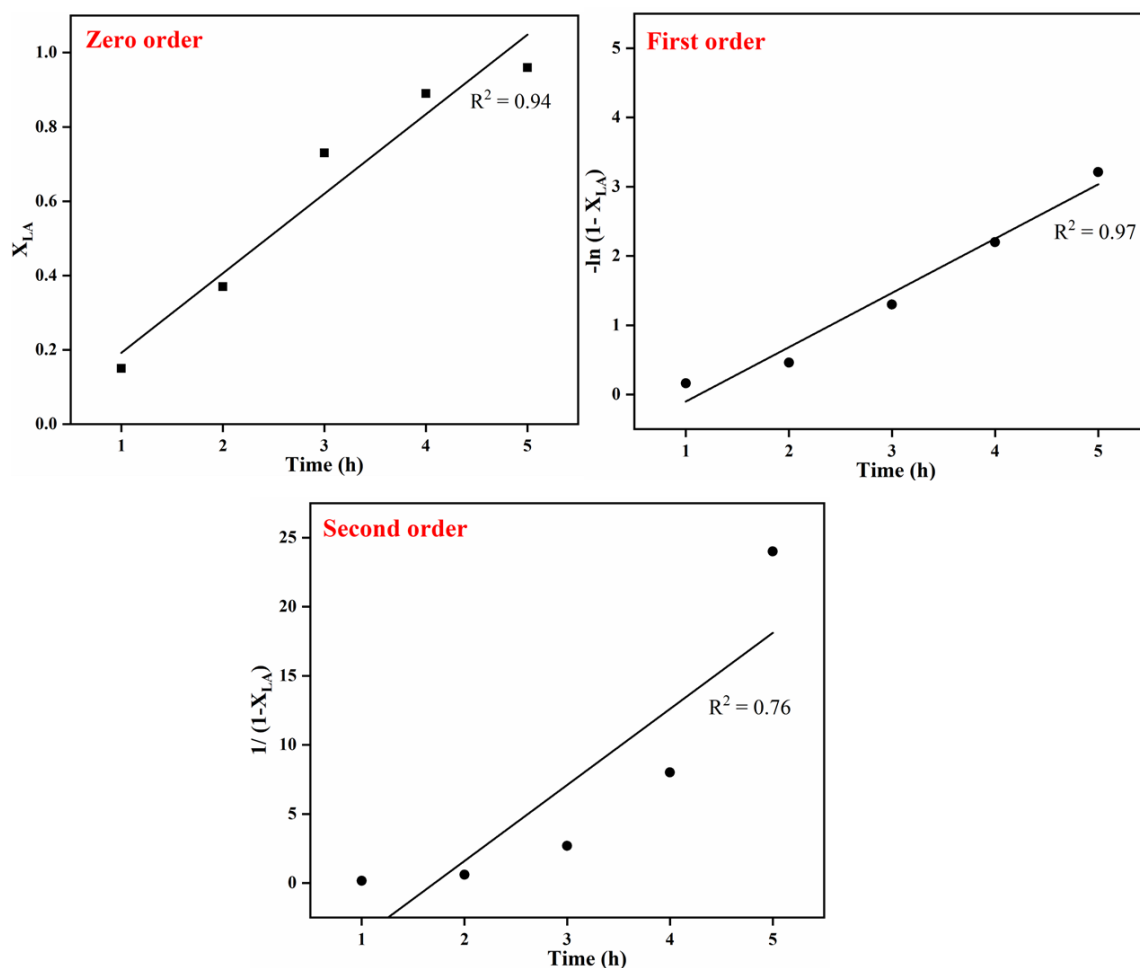 Zero order
1.0
0.8
0.6
0.4
0.2
0.0
X_LA
R² = 0.94
1 2 3 4 5
Time (h)
First order
5
4
3
2
1
0
-ln (1- X_LA)
R² = 0.97
1 2 3 4 5
Time (h)
Second order
25
20
15
10
5
0
1/ (1-X_LA)
R² = 0.76
1 2 3 4 5
Time (h)